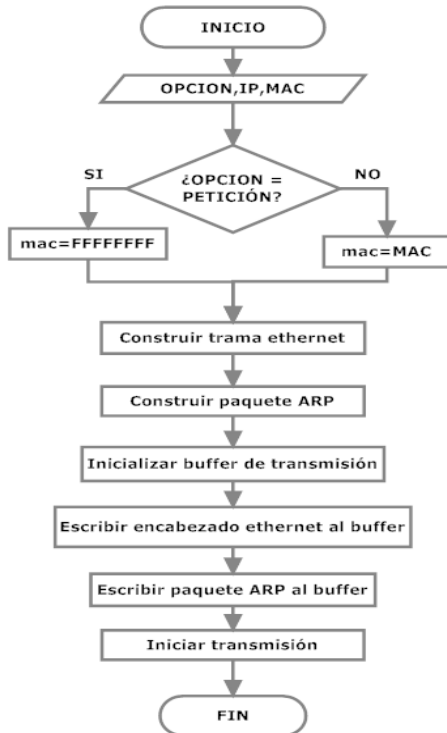 INICIO
OPCION,IP,MAC
¿OPCION =
PETICIÓN?
SI
NO
mac=FFFFFFFF
mac=MAC
Construir trama ethernet
Construir paquete ARP
Inicializar buffer de transmisión
Escribir encabezado ethernet al buffer
Escribir paquete ARP al buffer
Iniciar transmisión
FIN